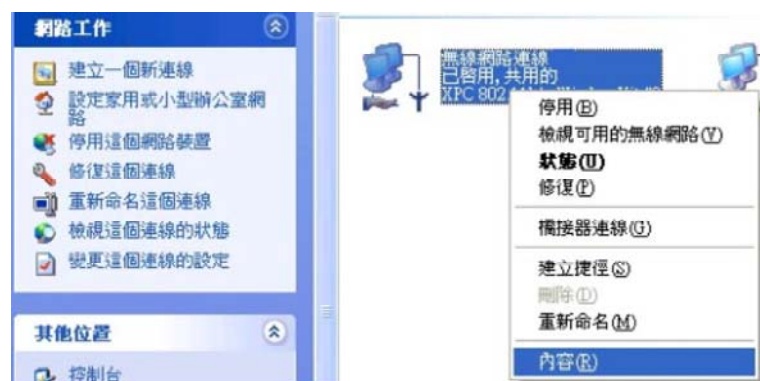 網路工作
建立一個新連線
設定家用或小型辦公室網
路
停用這個網路裝置
修復這個連線
重新命名這個連線
檢視這個連線的狀態
變更這個連線的設定
其他位置
控制台
無線網路連線
已啓用, 共用的
XPC 802
停用(B)
檢視可用的無線網路(V)
狀態(U)
修復(P)
橋接器連線(G)
建立捷徑(S)
刪除(D)
重新命名(M)
內容(R)